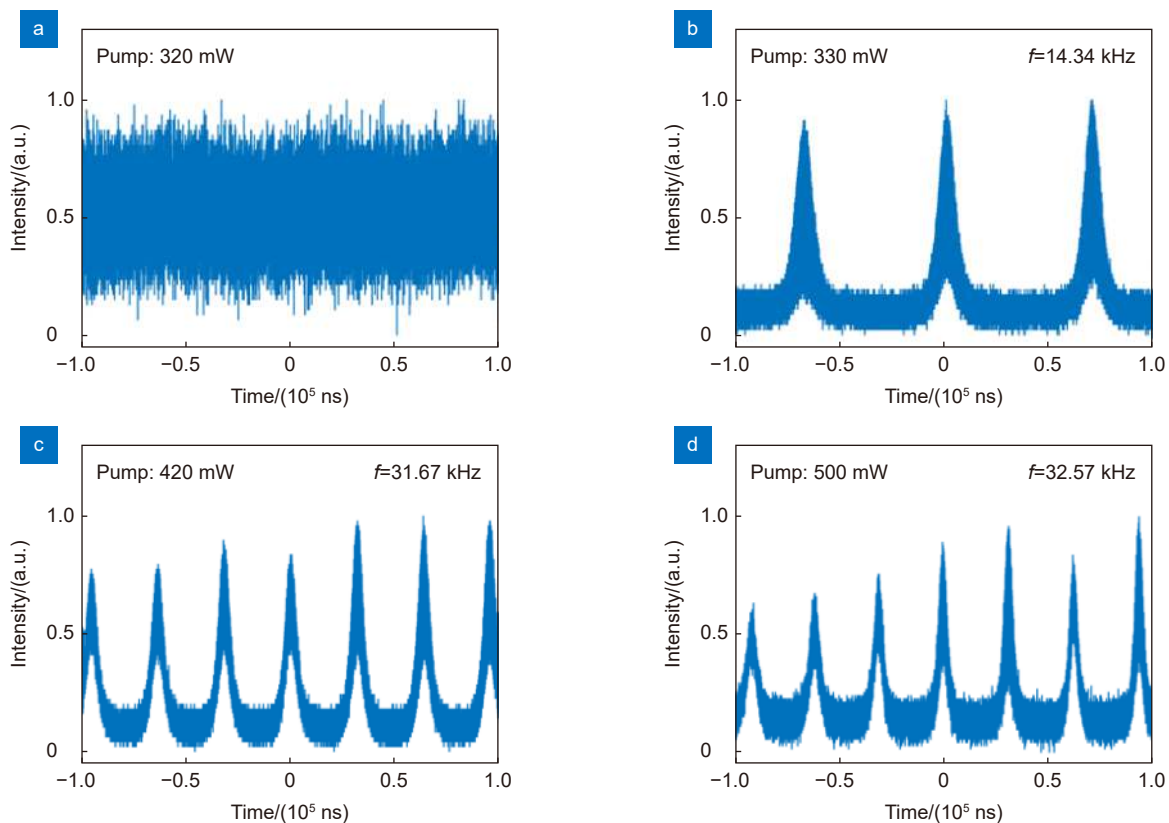 a
Pump: 320 mW
1.0
0.5
0
Intensity/(a.u.)
−1.0 −0.5 0 0.5 1.0
Time/(10⁵ ns)
b
Pump: 330 mW f=14.34 kHz
1.0
0.5
0
Intensity/(a.u.)
−1.0 −0.5 0 0.5 1.0
Time/(10⁵ ns)
c
Pump: 420 mW f=31.67 kHz
1.0
0.5
0
Intensity/(a.u.)
−1.0 −0.5 0 0.5 1.0
Time/(10⁵ ns)
d
Pump: 500 mW f=32.57 kHz
1.0
0.5
0
Intensity/(a.u.)
−1.0 −0.5 0 0.5 1.0
Time/(10⁵ ns)